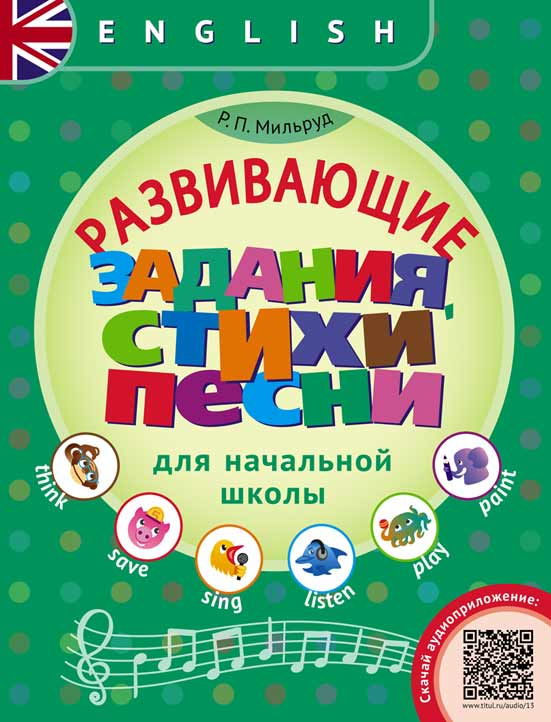 ENGLISH
Р. П. Мильруд
РАЗВИВАЮЩИЕ
ЗАДАНИЯ,
СТИХИ
ПЕСНИ
для начальной
школы
think
save
sing
listen
play
paint
Скачай аудиоприложение:
www.titul.ru/audio/13